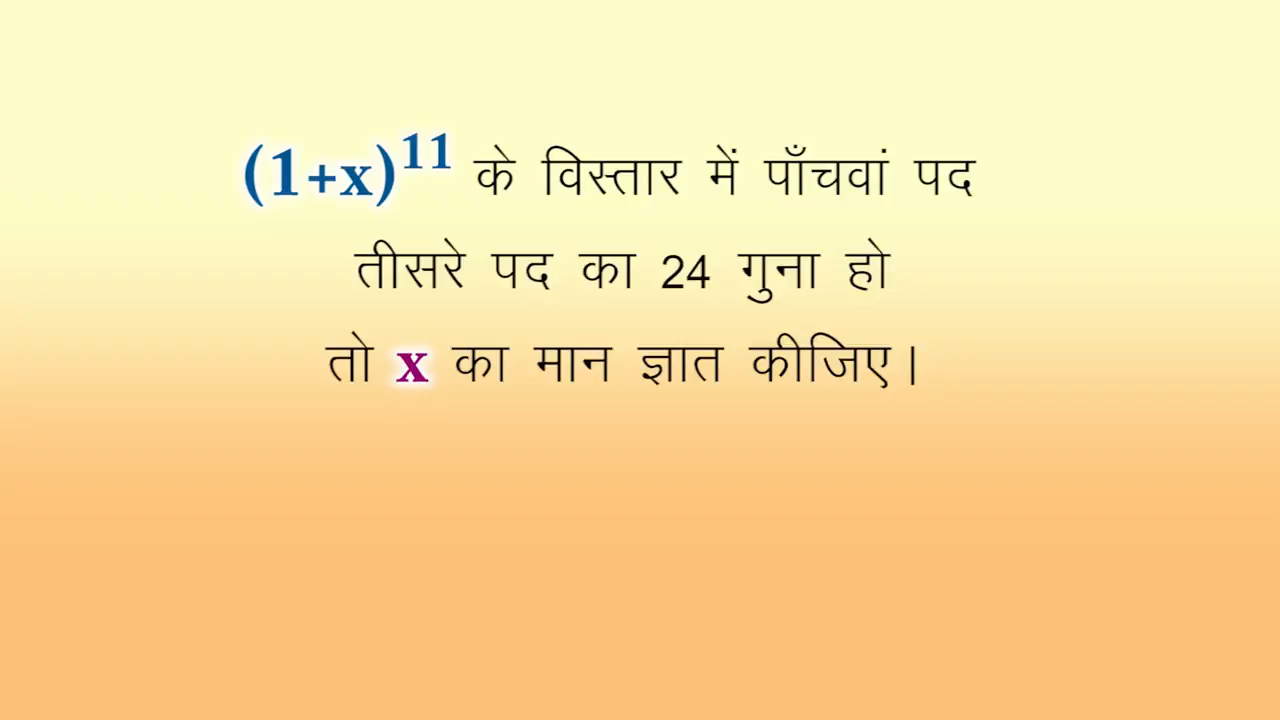 (1+x)¹¹ के विस्तार में पाँचवां पद
तीसरे पद का 24 गुना हो
तो x का मान ज्ञात कीजिए।